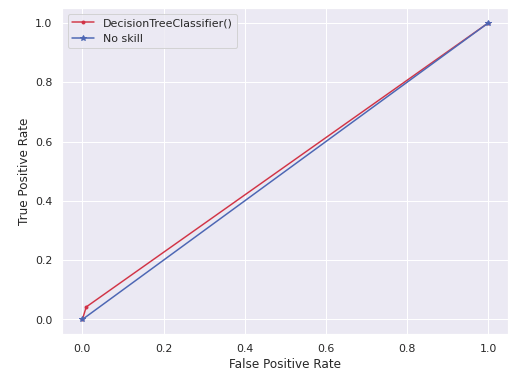 DecisionTreeClassifier()
No skill
1.0
0.8
0.6
0.4
0.2
0.0
True Positive Rate
0.0 0.2 0.4 0.6 0.8 1.0
False Positive Rate